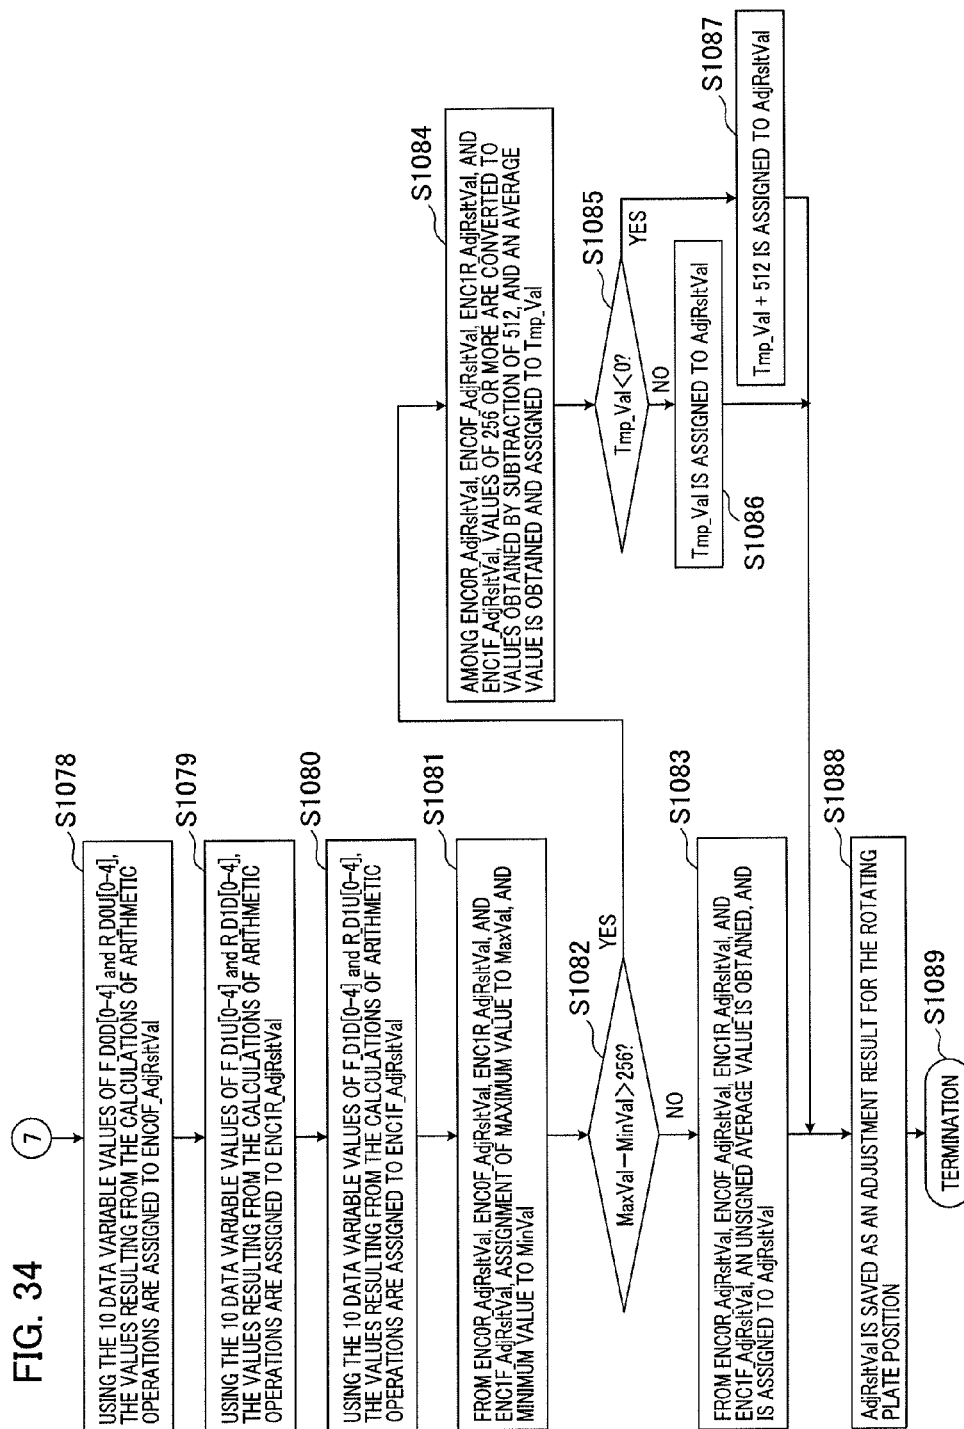 FIG. 34
7
USING THE 10 DATA VARIABLE VALUES OF F_D0D[0-4] and R_D0U[0-4],
THE VALUES RESULTING FROM THE CALCULATIONS OF ARITHMETIC
OPERATIONS ARE ASSIGNED TO ENC0F_AdjRsltVal
S1078
USING THE 10 DATA VARIABLE VALUES OF F_D1U[0-4] and R_D1D[0-4],
THE VALUES RESULTING FROM THE CALCULATIONS OF ARITHMETIC
OPERATIONS ARE ASSIGNED TO ENC1R_AdjRsltVal
S1079
USING THE 10 DATA VARIABLE VALUES OF F_D1D[0-4] and R_D1U[0-4],
THE VALUES RESULTING FROM THE CALCULATIONS OF ARITHMETIC
OPERATIONS ARE ASSIGNED TO ENC1F_AdjRsltVal
S1080
FROM ENC0R_AdjRsltVal, ENC0F_AdjRsltVal, ENC1R_AdjRsltVal, AND
ENC1F_AdjRsltVal, ASSIGNMENT OF MAXIMUM VALUE TO MaxVal, AND
MINIMUM VALUE TO MinVal
S1081
MaxVal－MinVal＞256?
S1082
YES
NO
FROM ENC0R_AdjRsltVal, ENC0F_AdjRsltVal, ENC1R_AdjRsltVal, AND
ENC1F_AdjRsltVal, AN UNSIGNED AVERAGE VALUE IS OBTAINED, AND
IS ASSIGNED TO AdjRsltVal
S1083
AMONG ENC0R_AdjRsltVal, ENC0F_AdjRsltVal, ENC1R_AdjRsltVal, AND
ENC1F_AdjRsltVal, VALUES OF 256 OR MORE ARE CONVERTED TO
VALUES OBTAINED BY SUBTRACTION OF 512, AND AN AVERAGE
VALUE IS OBTAINED AND ASSIGNED TO Tmp_Val
S1084
Tmp_Val＜0?
S1085
YES
NO
Tmp_Val IS ASSIGNED TO AdjRsltVal
S1086
Tmp_Val + 512 IS ASSIGNED TO AdjRsltVal
S1087
AdjRsltVal IS SAVED AS AN ADJUSTMENT RESULT FOR THE ROTATING
PLATE POSITION
S1088
TERMINATION
S1089